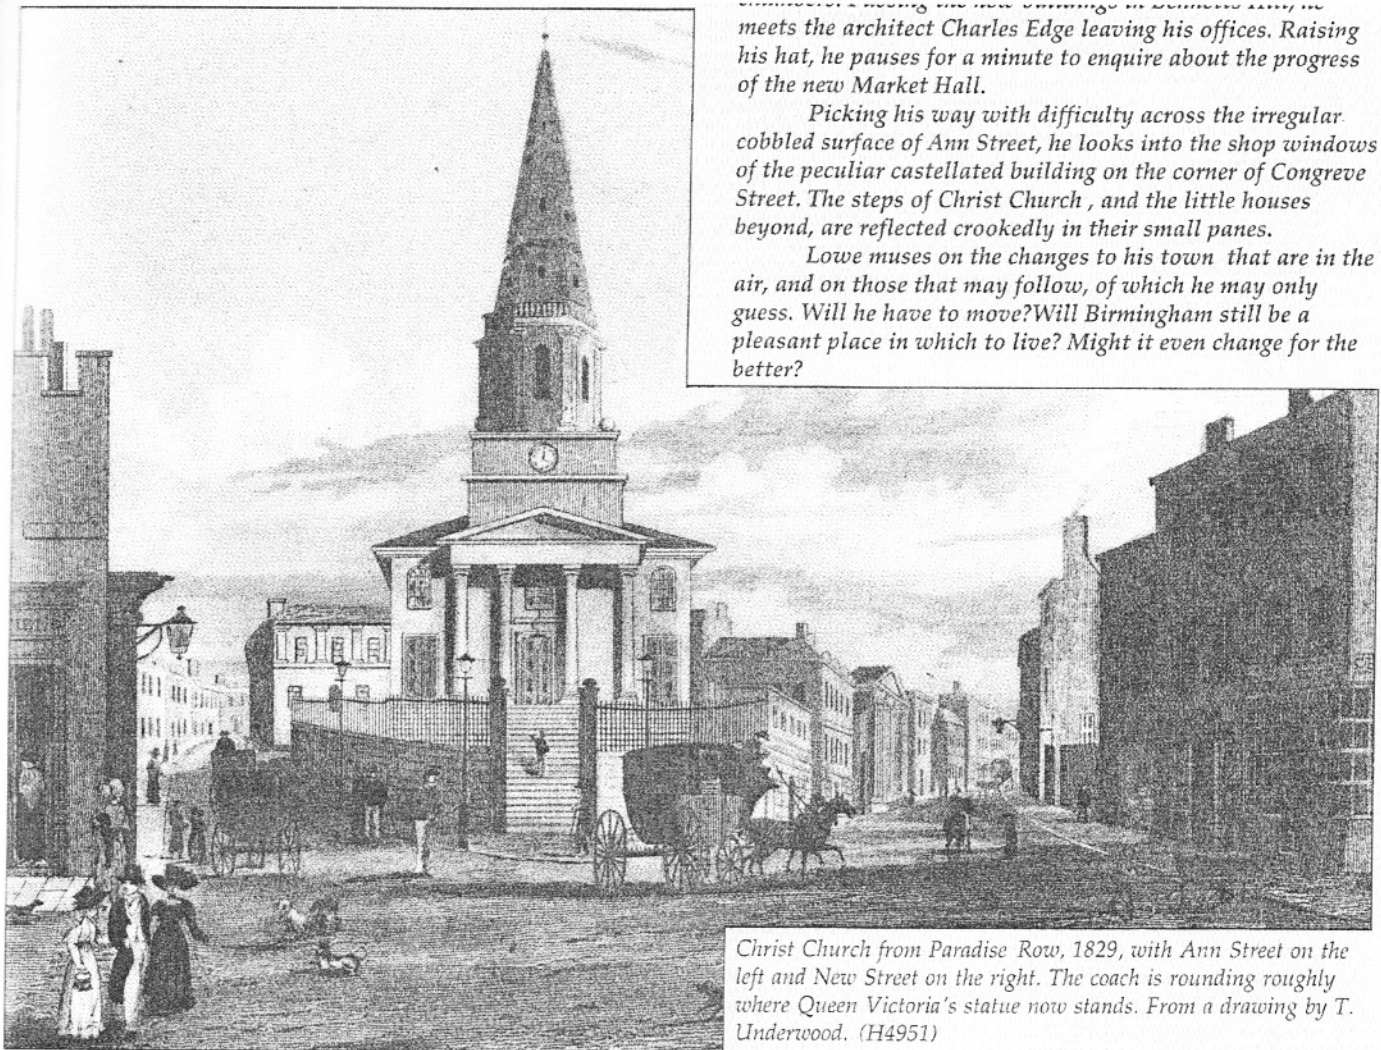 meets the architect Charles Edge leaving his offices. Raising
his hat, he pauses for a minute to enquire about the progress
of the new Market Hall.
Picking his way with difficulty across the irregular
cobbled surface of Ann Street, he looks into the shop windows
of the peculiar castellated building on the corner of Congreve
Street. The steps of Christ Church , and the little houses
beyond, are reflected crookedly in their small panes.
Lowe muses on the changes to his town that are in the
air, and on those that may follow, of which he may only
guess. Will he have to move?Will Birmingham still be a
pleasant place in which to live? Might it even change for the
better?
Christ Church from Paradise Row, 1829, with Ann Street on the
left and New Street on the right. The coach is rounding roughly
where Queen Victoria's statue now stands. From a drawing by T.
Underwood. (H4951)